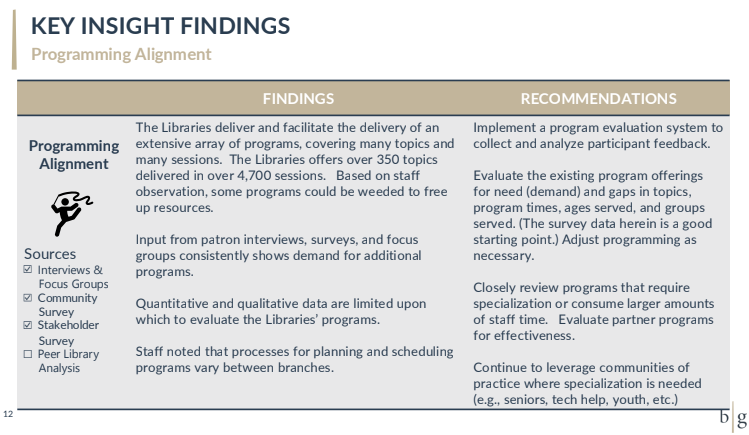 KEY INSIGHT FINDINGS
Programming Alignment
FINDINGS
RECOMMENDATIONS
Programming
Alignment
Sources
☑ Interviews &
Focus Groups
☑ Community
Survey
☑ Stakeholder
Survey
☐ Peer Library
Analysis
The Libraries deliver and facilitate the delivery of an
extensive array of programs, covering many topics and
many sessions.  The Libraries offers over 350 topics
delivered in over 4,700 sessions.   Based on staff
observation, some programs could be weeded to free
up resources.
Input from patron interviews, surveys, and focus
groups consistently shows demand for additional
programs.
Quantitative and qualitative data are limited upon
which to evaluate the Libraries’ programs.
Staff noted that processes for planning and scheduling
programs vary between branches.
Implement a program evaluation system to
collect and analyze participant feedback.
Evaluate the existing program offerings
for need (demand) and gaps in topics,
program times, ages served, and groups
served. (The survey data herein is a good
starting point.) Adjust programming as
necessary.
Closely review programs that require
specialization or consume larger amounts
of staff time.   Evaluate partner programs
for effectiveness.
Continue to leverage communities of
practice where specialization is needed
(e.g., seniors, tech help, youth, etc.)
12
b|g